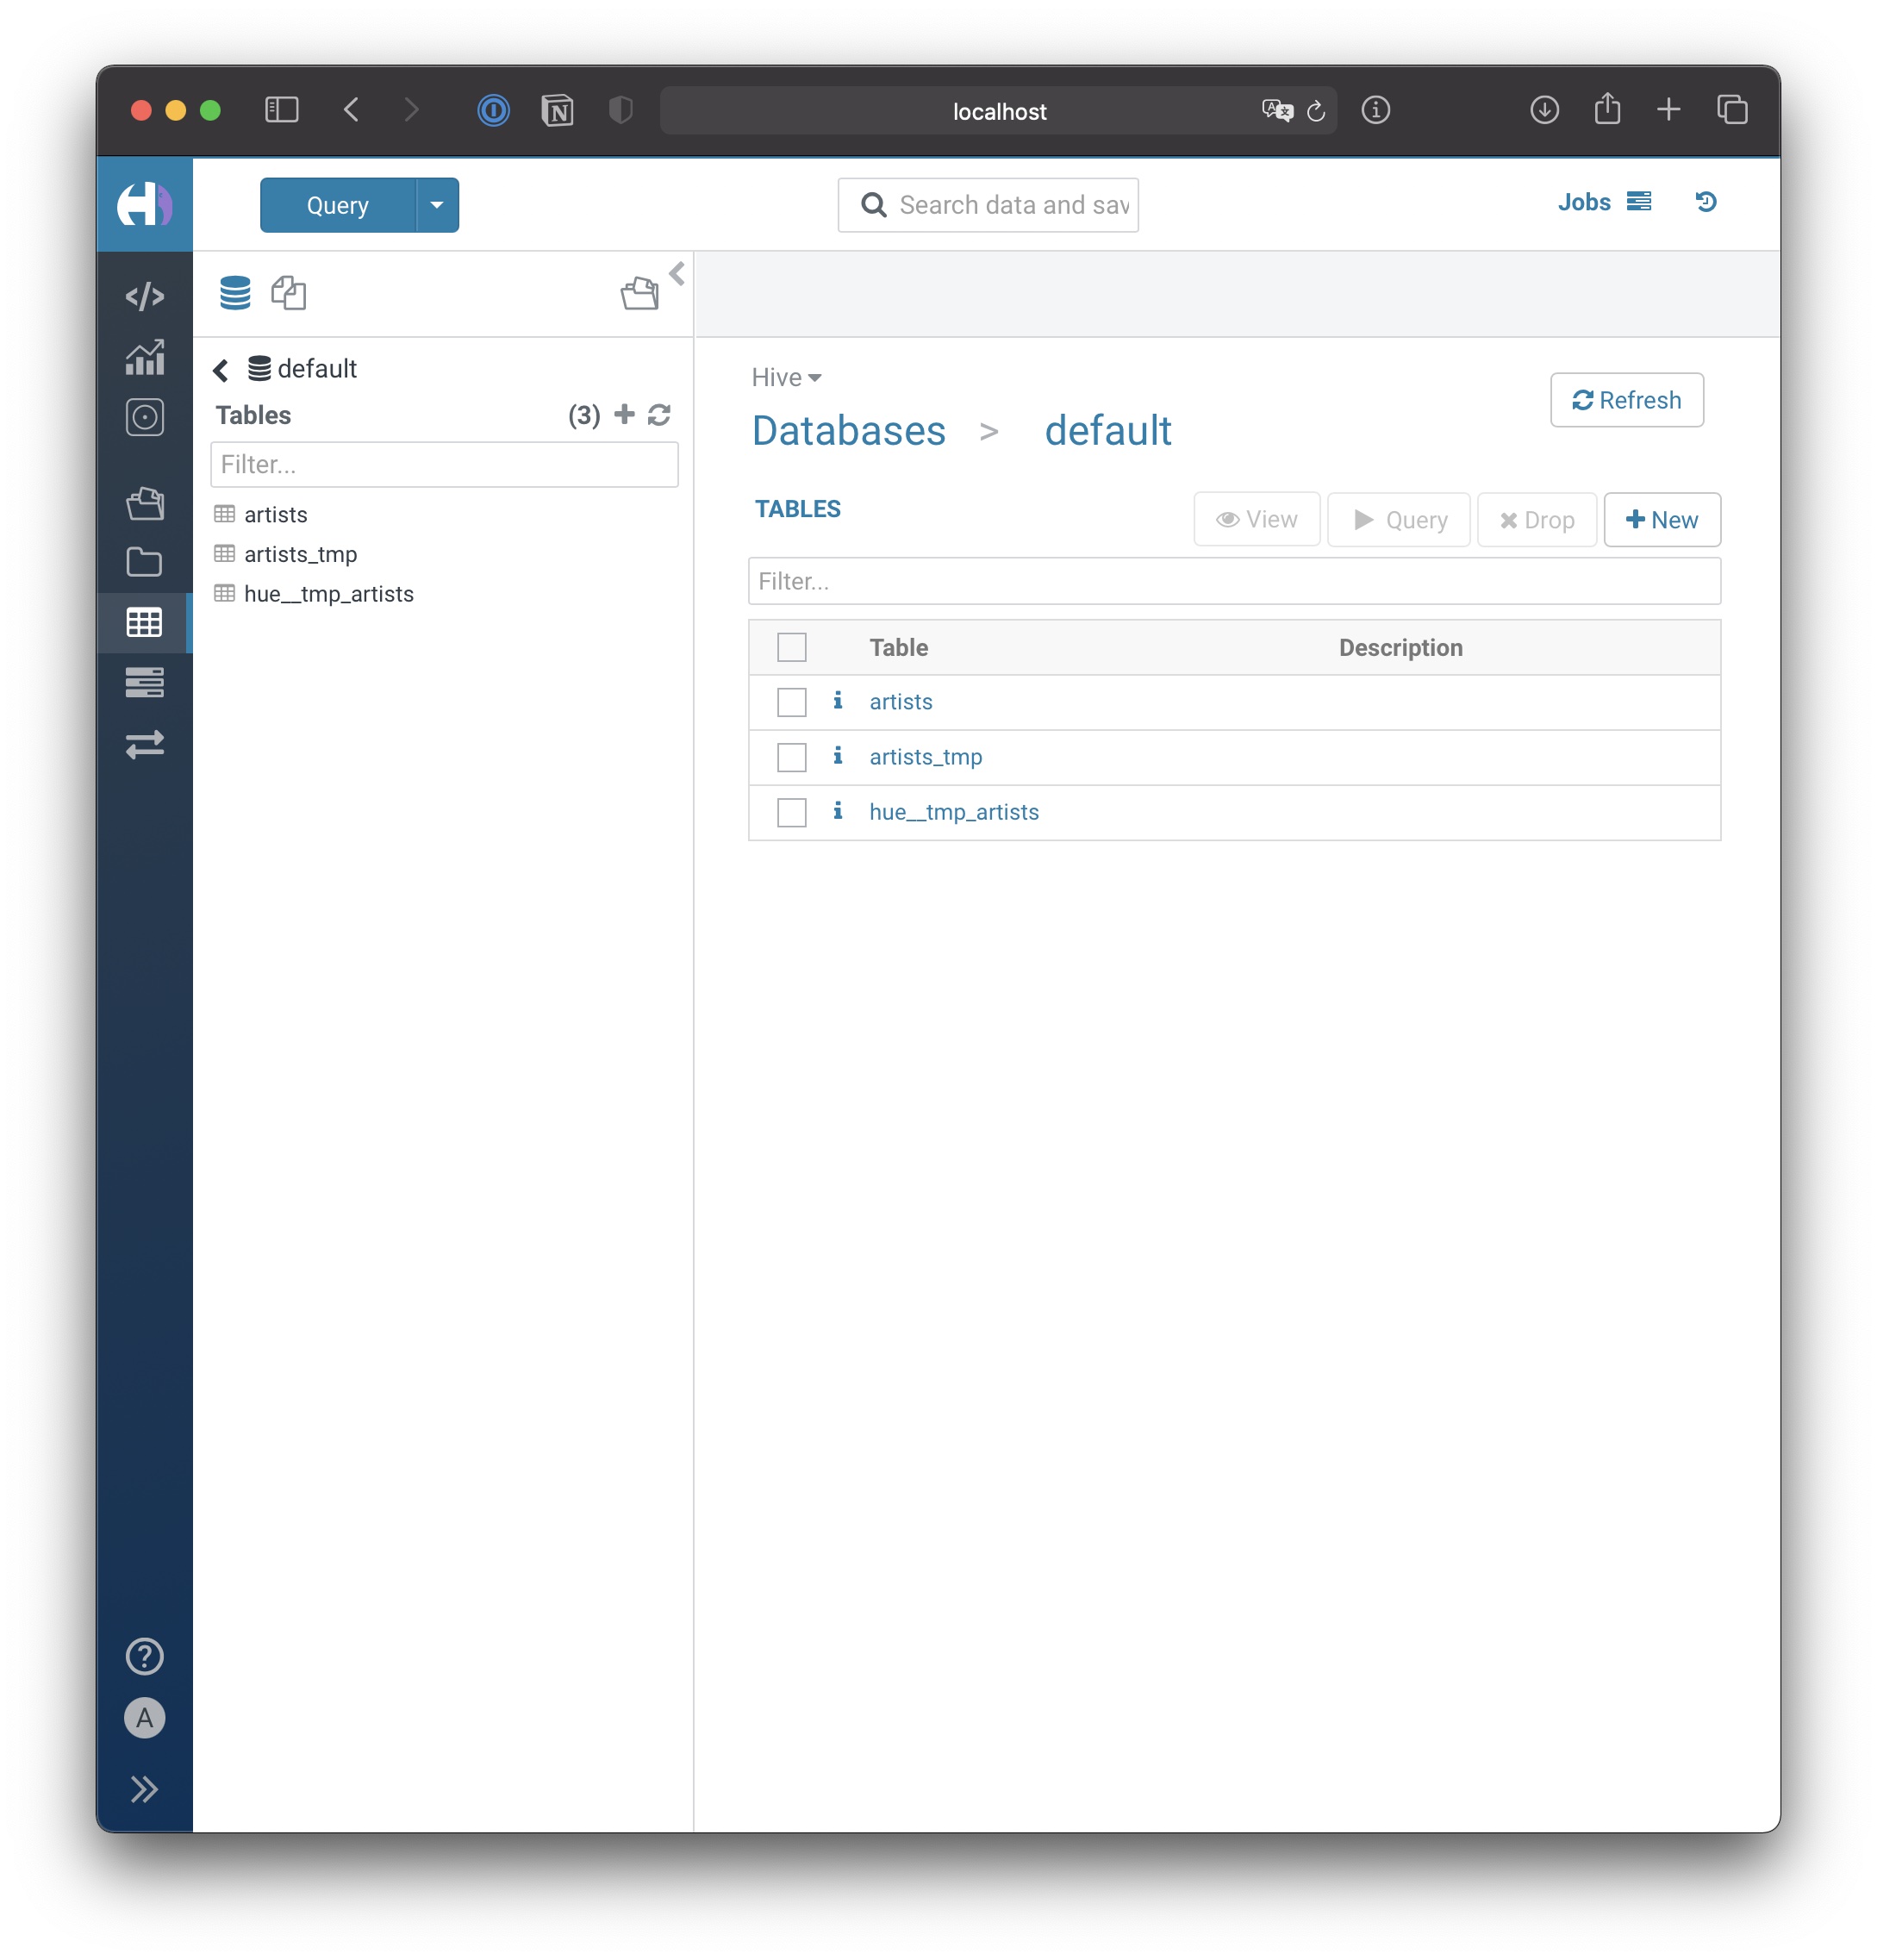 localhost
Query
Search data and sav
Jobs
default
Tables (3)
Filter...
artists
artists_tmp
hue__tmp_artists
Hive
Databases > default
Refresh
TABLES
View Query Drop New
Filter...
Table Description
artists
artists_tmp
hue__tmp_artists
A